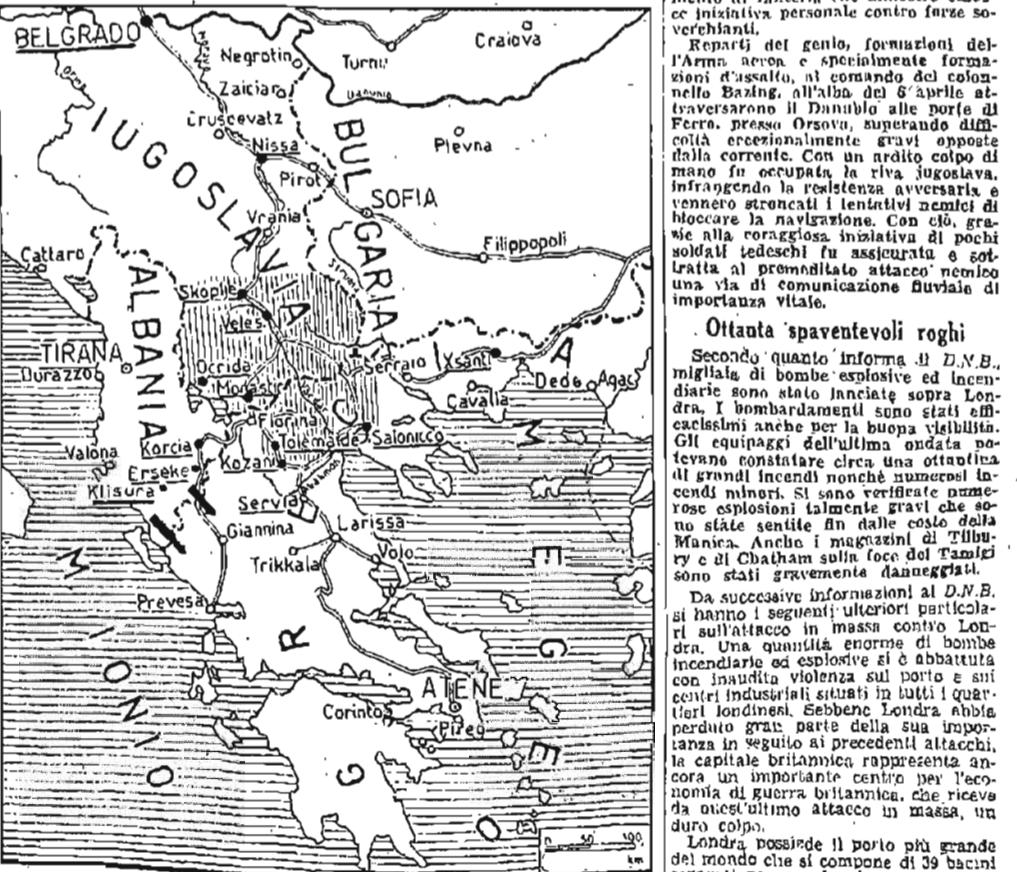 BELGRADO
Negrotin
Turnu
Craiova
Zaiciar
Danubio
Cruscevatz
Plevna
Nissa
Pirot
IUGOSLAVIA
BULGARIA
SOFIA
Vrania
Filippopoli
Cattaro
Struma
Skoplie
ALBANIA
Veles
TIRANA
Durazzo
Occrida
Serraio
Xsanti
Monastir
Dede Agac
Cavalla
Florina
Korcia
Tolemaide
Salonicco
Valona
Erseke
Kozani
Klisura
Servia
Giannina
Larissa
Trikkala
Volo
Prevesa
M. IONIO
GR
M. EGEO
ATENE
Corinto
Pireo
0 50 100
km
ce iniziativa personale contro forze so-
verchianti.
Reparti del genio, formazioni del-
l'Arma aerea e specialmente forma-
zioni d'assalto, al comando del colon-
nello Bazing, all'alba del 6 aprile at-
traversarono il Danubio alle porte di
Ferro, presso Orsova, superando diffi-
coltà eccezionalmente gravi opposte
dalla corrente. Con un ardito colpo di
mano fu occupata la riva jugoslava,
infrangendo la resistenza avversaria e
vennero stroncati i tentativi nemici di
bloccare la navigazione. Con ciò, gra-
zie alla coraggiosa iniziativa di pochi
soldati tedeschi fu assicurata e sot-
tratta al premeditato attacco nemico
una via di comunicazione fluviale di
importanza vitale.
Ottanta spaventevoli roghi
Secondo quanto informa il D.N.B.,
migliaia di bombe esplosive ed incen-
diarie sono state lanciate sopra Lon-
dra. I bombardamenti sono stati effi-
cacissimi anche per la buona visibilità.
Gli equipaggi dell'ultima ondata po-
tevano constatare circa una ottantina
di grandi incendi nonchè numerosi in-
cendi minori. Si sono verificate nume-
rose esplosioni talmente gravi che so-
no state sentite fin dalle coste della
Manica. Anche i magazzini di Tilbu-
ry e di Chatham sulla foce del Tamigi
sono stati gravemente danneggiati.
Da successive informazioni al D.N.B.
si hanno i seguenti ulteriori particola-
ri sull'attacco in massa contro Lon-
dra. Una quantità enorme di bombe
incendiarie ed esplosive si è abbattuta
con inaudita violenza sul porto e sui
centri industriali situati in tutti i quar-
tieri londinesi. Sebbene Londra abbia
perduto gran parte della sua impor-
tanza in seguito ai precedenti attacchi,
la capitale britannica rappresenta an-
cora un importante centro per l'eco-
nomia di guerra britannica, che riceve
da quest'ultimo attacco in massa, un
duro colpo.
Londra possiede il porto più grande
del mondo che si compone di 39 bacini